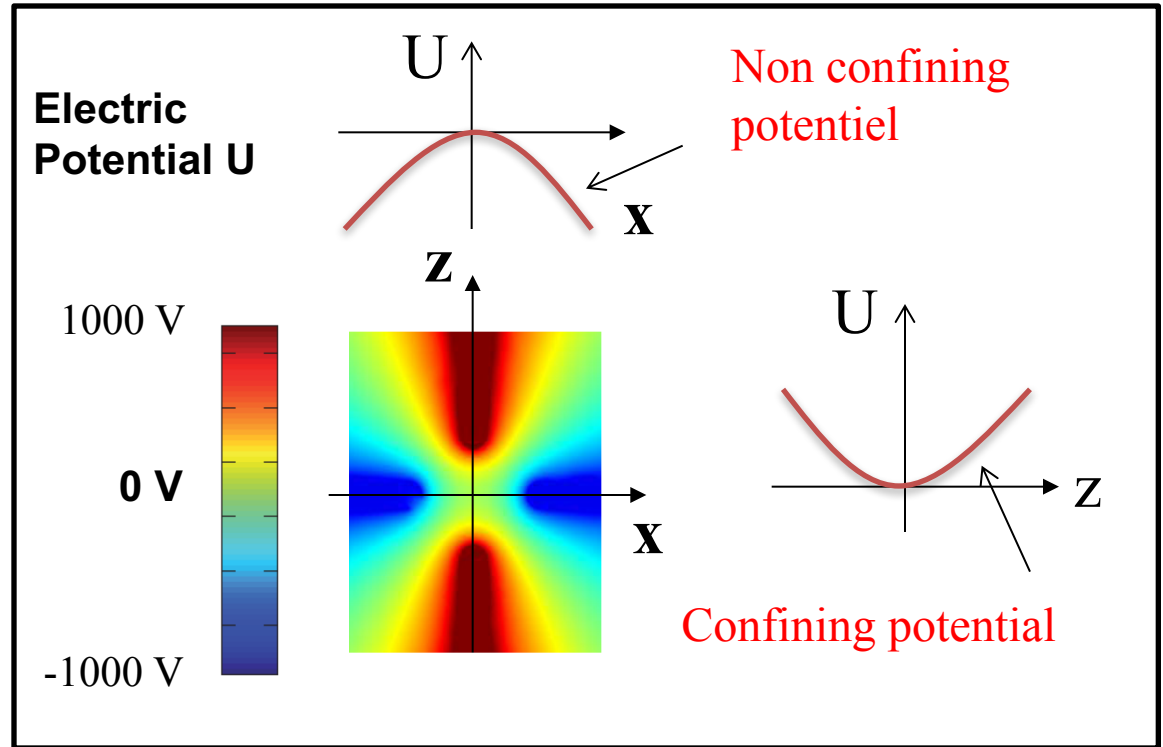 U
Non confining
potentiel
Electric
Potential U
x
z
1000 V
U
0 V
z
x
Confining potential
-1000 V